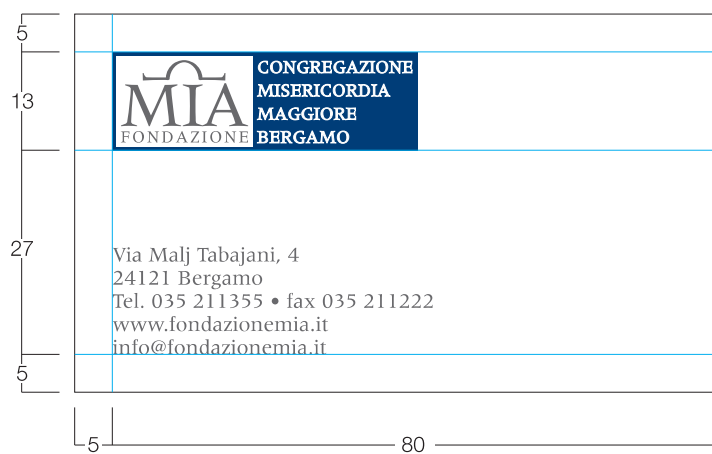 5
13
MIA
FONDAZIONE
CONGREGAZIONE
MISERICORDIA
MAGGIORE
BERGAMO
27
Via Malj Tabajani, 4
24121 Bergamo
Tel. 035 211355 • fax 035 211222
www.fondazionemia.it
info@fondazionemia.it
5
5
80